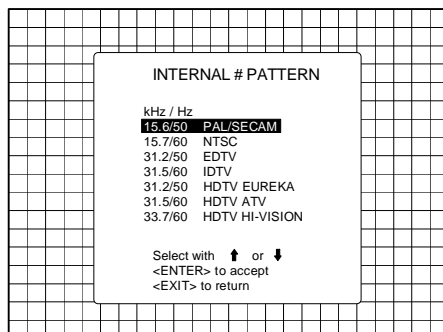 INTERNAL # PATTERN
kHz / Hz
15.6/50 PAL/SECAM
15.7/60 NTSC
31.2/50 EDTV
31.5/60 IDTV
31.2/50 HDTV EUREKA
31.5/60 HDTV ATV
33.7/60 HDTV HI-VISION
Select with ⬆ or ⬇
<ENTER> to accept
<EXIT> to return